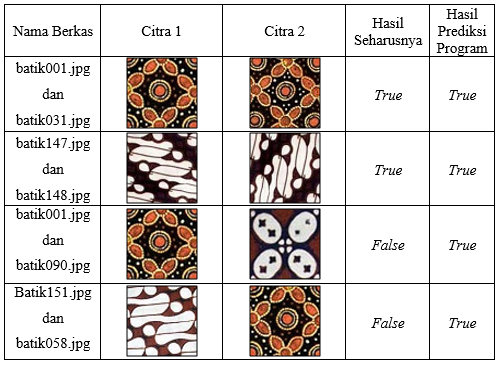 Nama Berkas
Citra 1
Citra 2
Hasil
Seharusnya
Hasil
Prediksi
Program
batik001.jpg
dan
batik031.jpg
True
True
batik147.jpg
dan
batik148.jpg
True
True
batik001.jpg
dan
batik090.jpg
False
True
Batik151.jpg
dan
batik058.jpg
False
True